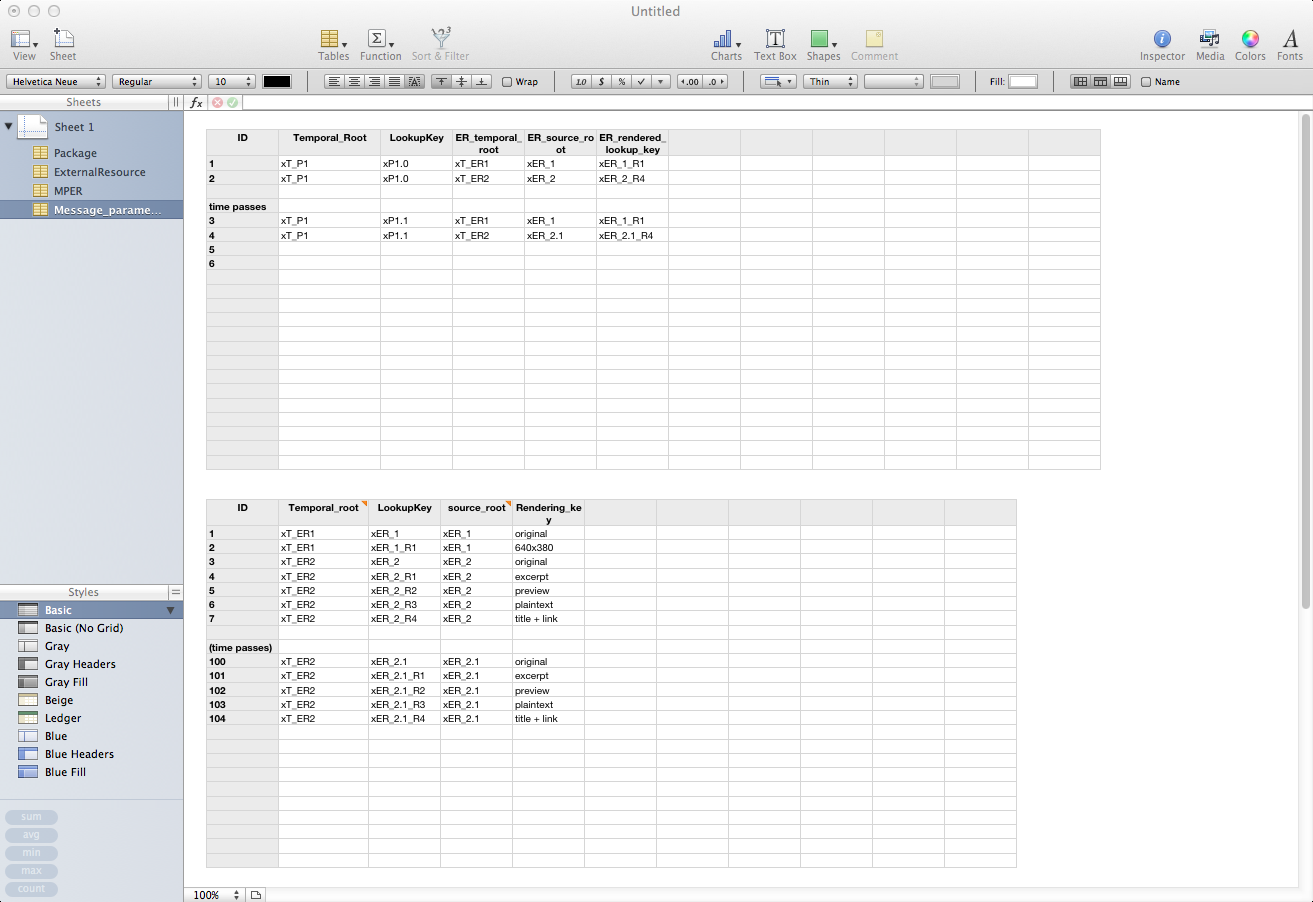 Untitled
View Sheet Tables Function Sort & Filter Charts Text Box Shapes Comment Inspector Media Colors Fonts
Helvetica Neue Regular 10 Wrap 1.0 $ % .00 .0 Thin Fill: Name
Sheets fx
Sheet 1
Package
ExternalResource
MPER
Message_parame...
ID Temporal_Root LookupKey ER_temporal_root ER_source_root ER_rendered_lookup_key
1 xT_P1 xP1.0 xT_ER1 xER_1 xER_1_R1
2 xT_P1 xP1.0 xT_ER2 xER_2 xER_2_R4
time passes
3 xT_P1 xP1.1 xT_ER1 xER_1 xER_1_R1
4 xT_P1 xP1.1 xT_ER2 xER_2.1 xER_2.1_R4
5
6
ID Temporal_root LookupKey source_root Rendering_key
1 xT_ER1 xER_1 xER_1 original
2 xT_ER1 xER_1_R1 xER_1 640x380
3 xT_ER2 xER_2 xER_2 original
4 xT_ER2 xER_2_R1 xER_2 excerpt
5 xT_ER2 xER_2_R2 xER_2 preview
6 xT_ER2 xER_2_R3 xER_2 plaintext
7 xT_ER2 xER_2_R4 xER_2 title + link
(time passes)
100 xT_ER2 xER_2.1 xER_2.1 original
101 xT_ER2 xER_2.1_R1 xER_2.1 excerpt
102 xT_ER2 xER_2.1_R2 xER_2.1 preview
103 xT_ER2 xER_2.1_R3 xER_2.1 plaintext
104 xT_ER2 xER_2.1_R4 xER_2.1 title + link
Styles
Basic
Basic (No Grid)
Gray
Gray Headers
Gray Fill
Beige
Ledger
Blue
Blue Headers
Blue Fill
sum
avg
min
max
count
100%